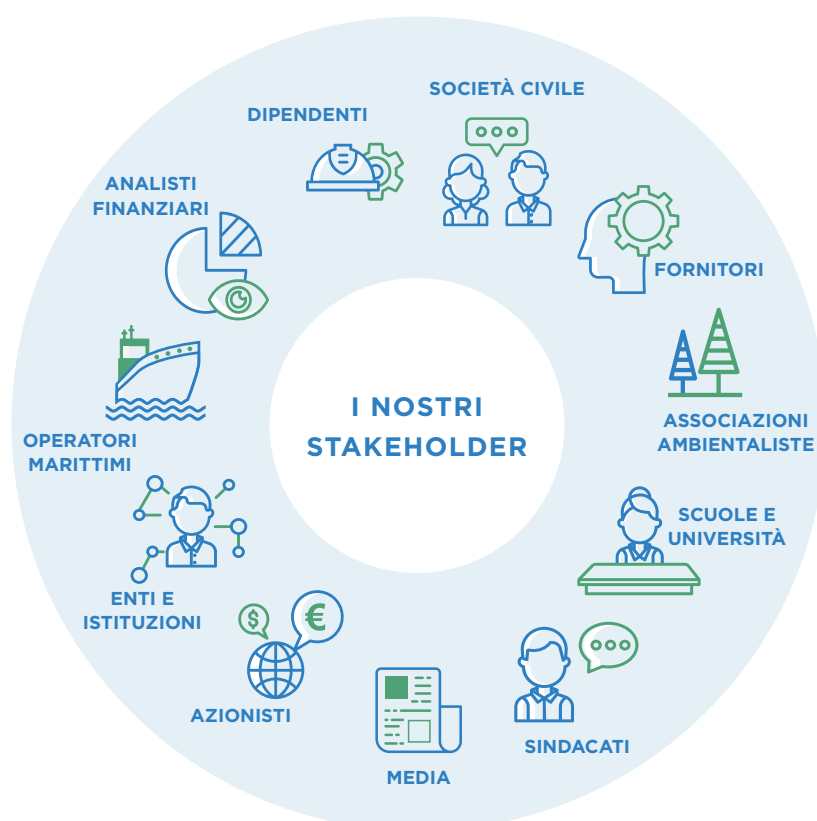 SOCIETÀ CIVILE
DIPENDENTI
ANALISTI
FINANZIARI
FORNITORI
I NOSTRI
STAKEHOLDER
ASSOCIAZIONI
AMBIENTALISTE
OPERATORI
MARITTIMI
SCUOLE E
UNIVERSITÀ
ENTI E
ISTITUZIONI
$
€
AZIONISTI
SINDACATI
MEDIA